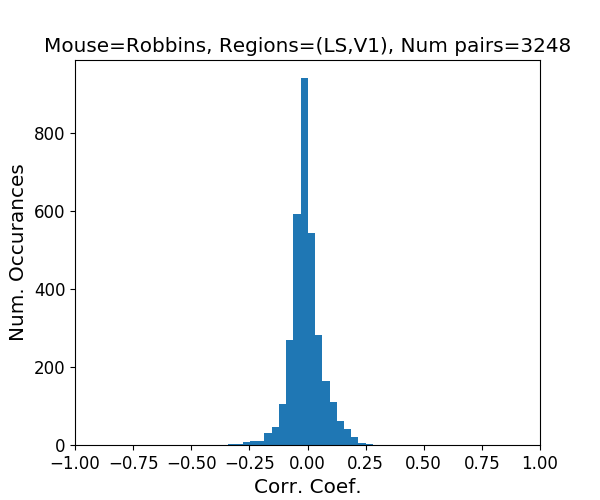 Mouse=Robbins, Regions=(LS,V1), Num pairs=3248
Num. Occurances
800
600
400
200
0
−1.00 −0.75 −0.50 −0.25 0.00 0.25 0.50 0.75 1.00
Corr. Coef.